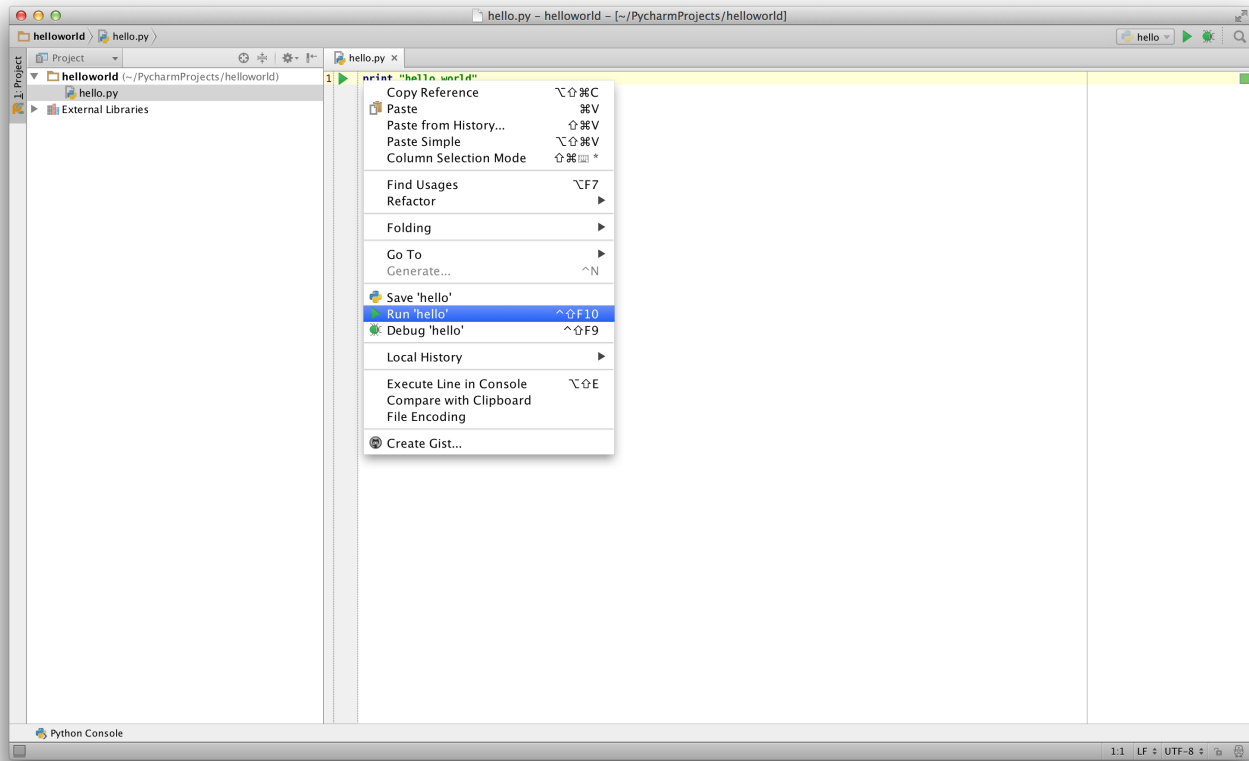 hello.py – helloworld – [~/PycharmProjects/helloworld]
helloworld hello.py
hello
Project
hello.py ×
1: Project
helloworld (~/PycharmProjects/helloworld)
hello.py
External Libraries
1 print "hello world"
Copy Reference ⌥⇧⌘C
Paste ⌘V
Paste from History... ⇧⌘V
Paste Simple ⌥⇧⌘V
Column Selection Mode ⇧⌘⌨ *
Find Usages ⌥F7
Refactor
Folding
Go To
Generate... ^N
Save 'hello'
Run 'hello' ^⇧F10
Debug 'hello' ^⇧F9
Local History
Execute Line in Console ⌥⇧E
Compare with Clipboard
File Encoding
Create Gist...
Python Console
1:1 LF UTF-8